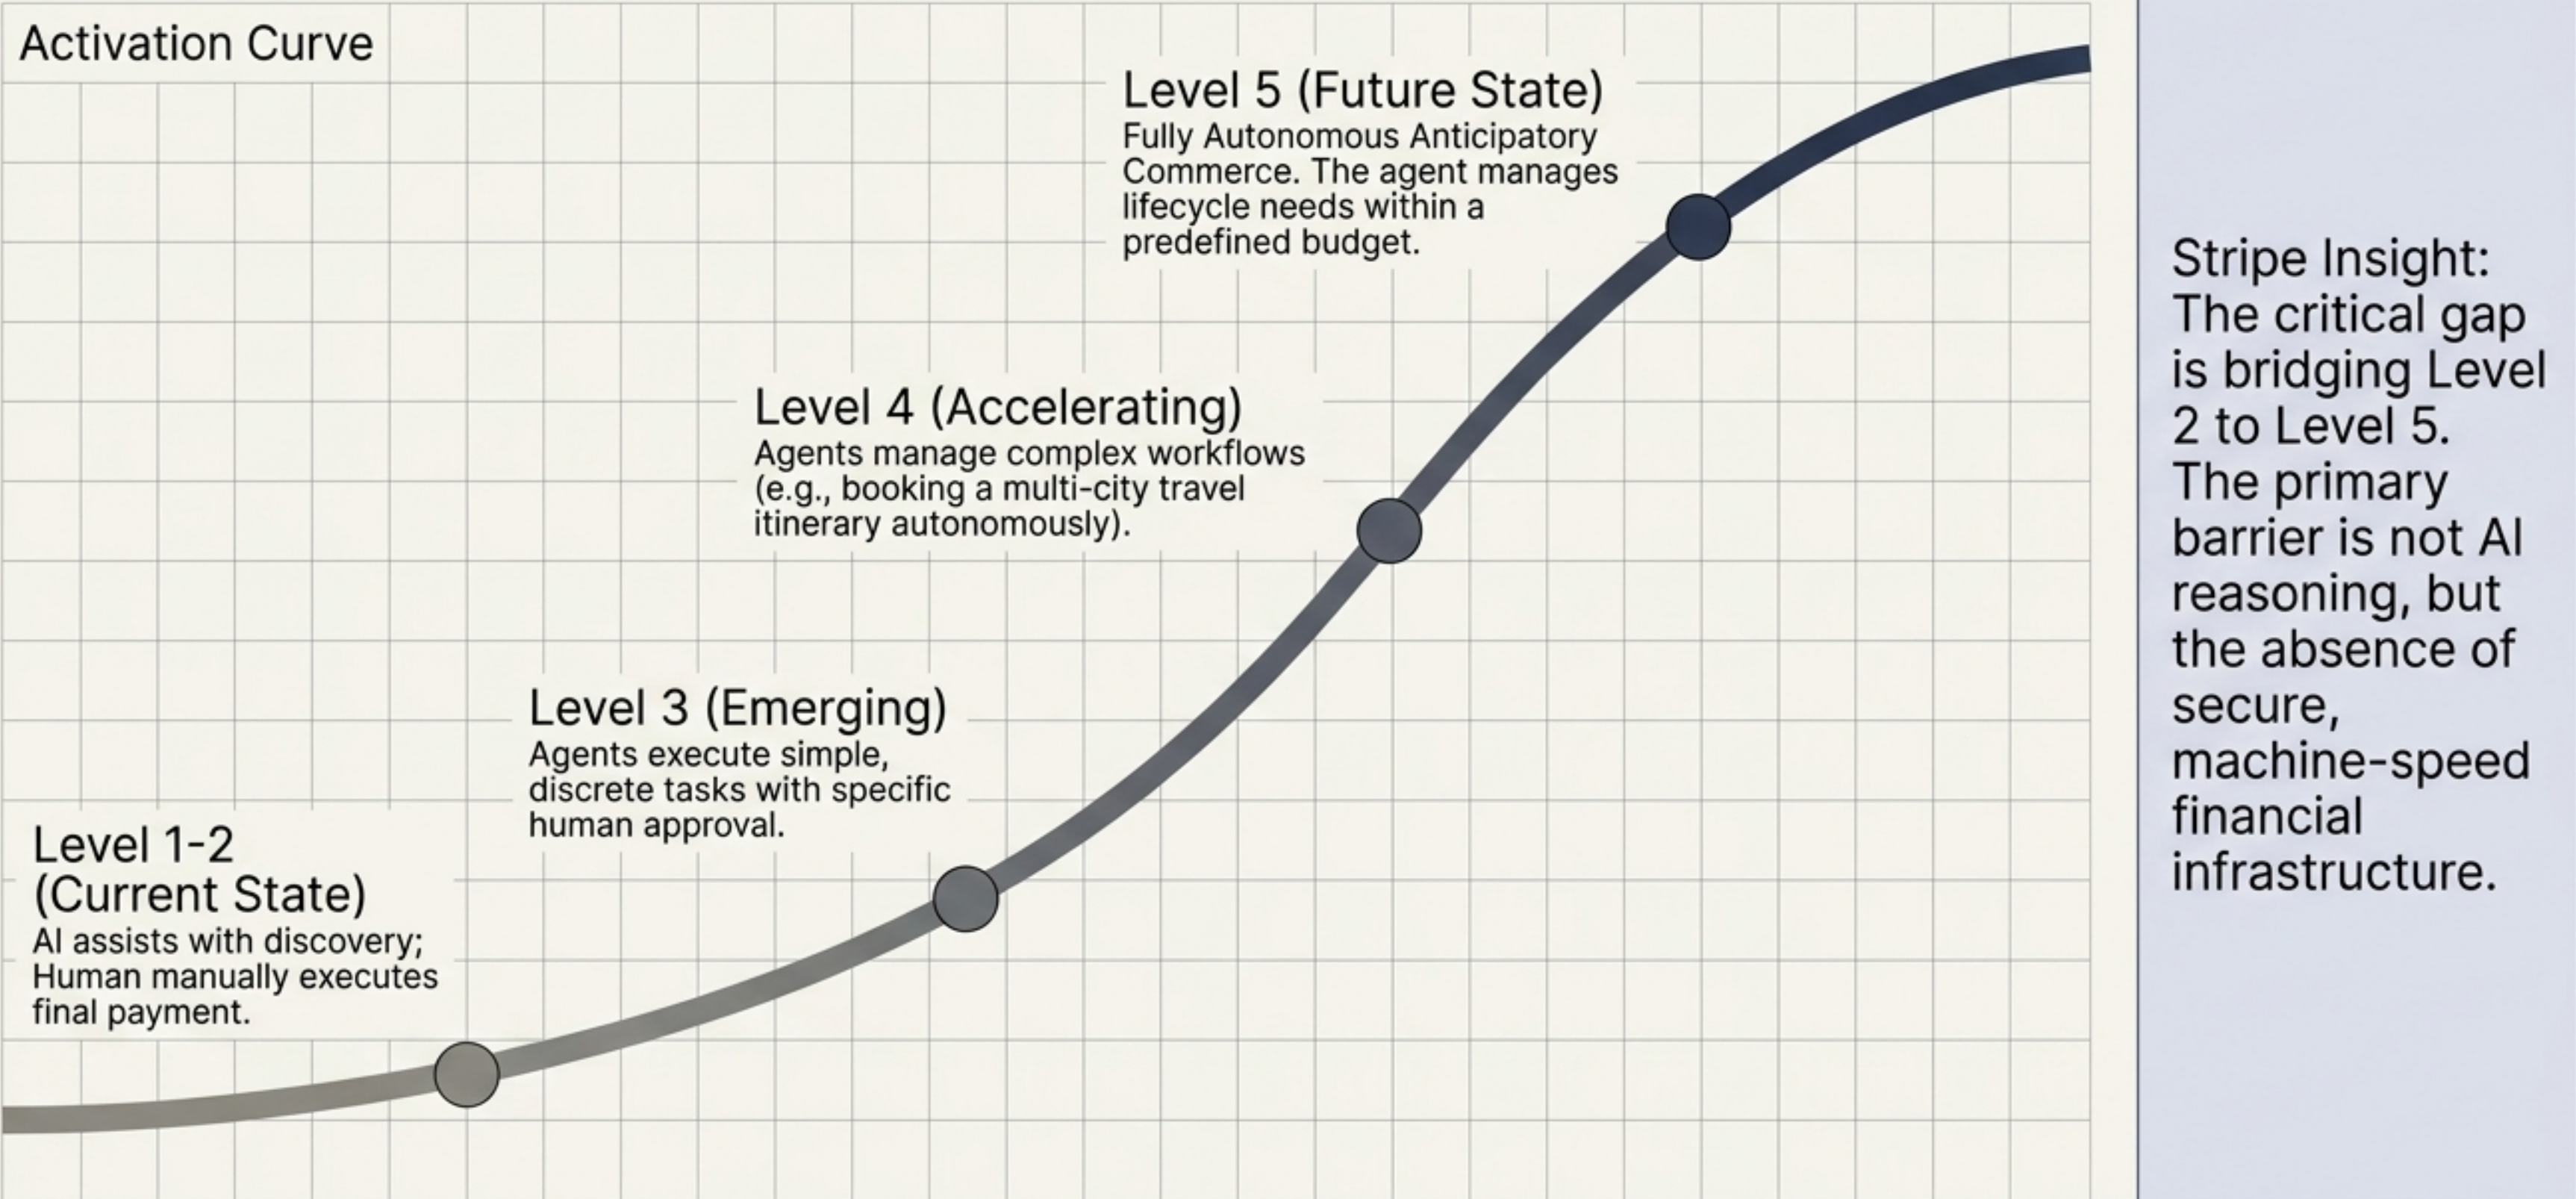 Activation Curve
Level 5 (Future State)
Fully Autonomous Anticipatory
Commerce. The agent manages
lifecycle needs within a
predefined budget.
Level 4 (Accelerating)
Agents manage complex workflows
(e.g., booking a multi-city travel
itinerary autonomously).
Level 3 (Emerging)
Agents execute simple,
discrete tasks with specific
human approval.
Level 1-2
(Current State)
AI assists with discovery;
Human manually executes
final payment.
Stripe Insight:
The critical gap
is bridging Level
2 to Level 5.
The primary
barrier is not AI
reasoning, but
the absence of
secure,
machine-speed
financial
infrastructure.